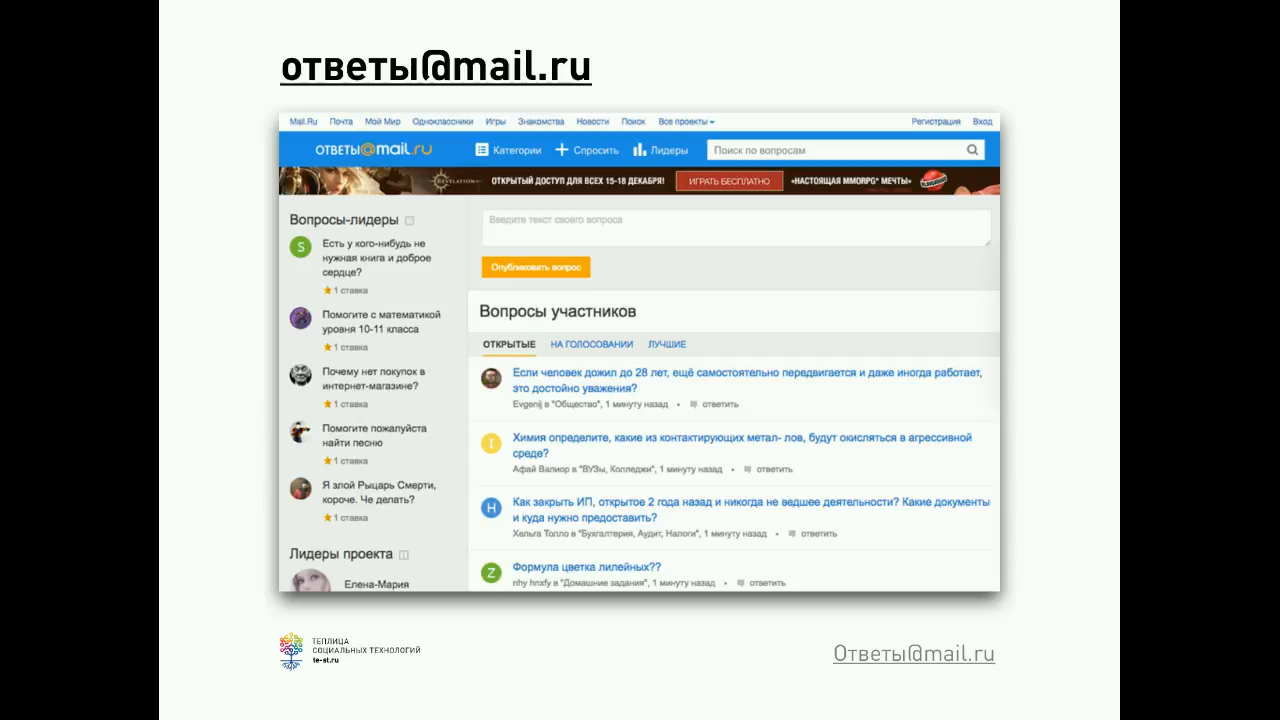 ответы@mail.ru
Mail.Ru Почта Мой Мир Одноклассники Игры Знакомства Новости Поиск Все проекты Регистрация Вход
ОТВЕТЫ@mail.ru Категории Спросить Лидеры Поиск по вопросам
REVELATION ОТКРЫТЫЙ ДОСТУП ДЛЯ ВСЕХ 15-18 ДЕКАБРЯ! ИГРАТЬ БЕСПЛАТНО «НАСТОЯЩАЯ MMORPG* МЕЧТЫ»
Вопросы-лидеры
S
Есть у кого-нибудь не
нужная книга и доброе
сердце?
1 ставка
Помогите с математикой
уровня 10-11 класса
1 ставка
Почему нет покупок в
интернет-магазине?
1 ставка
Помогите пожалуйста
найти песню
1 ставка
Я злой Рыцарь Смерти,
короче. Че делать?
1 ставка
Лидеры проекта
Елена-Мария
Введите текст своего вопроса
Опубликовать вопрос
Вопросы участников
ОТКРЫТЫЕ НА ГОЛОСОВАНИИ ЛУЧШИЕ
Если человек дожил до 28 лет, ещё самостоятельно передвигается и даже иногда работает,
это достойно уважения?
Evgenij в "Общество", 1 минуту назад • ответить
I
Химия определите, какие из контактирующих метал- лов, будут окисляться в агрессивной
среде?
Афай Валиор в "ВУЗы, Колледжи", 1 минуту назад • ответить
Н
Как закрыть ИП, открытое 2 года назад и никогда не ведшее деятельности? Какие документы
и куда нужно предоставить?
Хельга Толло в "Бухгалтерия, Аудит, Налоги", 1 минуту назад • ответить
Z
Формула цветка лилейных??
nhy hnxfy в "Домашние задания", 1 минуту назад • ответить
ТЕПЛИЦА
СОЦИАЛЬНЫХ ТЕХНОЛОГИЙ
te-st.ru
Ответы@mail.ru